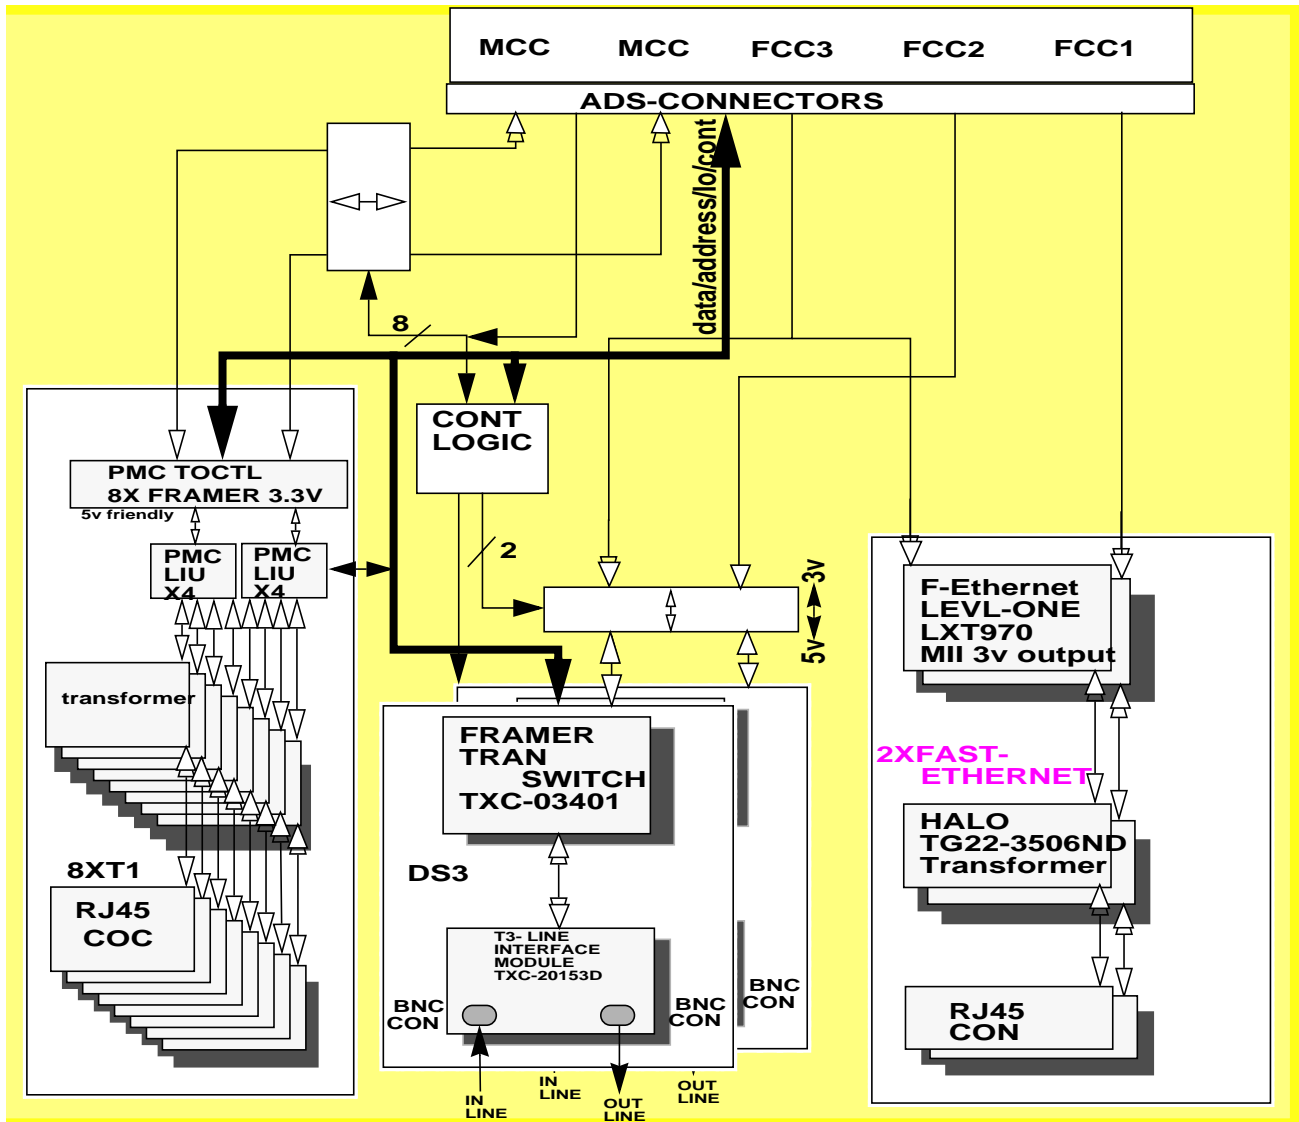 MCC MCC FCC3 FCC2 FCC1
ADS-CONNECTORS
data/address/Io/cont
8
CONT
LOGIC
PMC TOCTL
8X FRAMER 3.3V
5v friendly
PMC
LIU
X4
PMC
LIU
X4
2
3v
5v
transformer
F-Ethernet
LEVL-ONE
LXT970
MII 3v output
FRAMER
TRAN
SWITCH
TXC-03401
2XFAST-
ETHERNET
HALO
TG22-3506ND
Transformer
8XT1
DS3
RJ45
COC
T3- LINE
INTERFACE
MODULE
TXC-20153D
BNC
CON
BNC
CON
BNC
CON
RJ45
CON
IN
LINE
IN
LINE
OUT
LINE
OUT
LINE